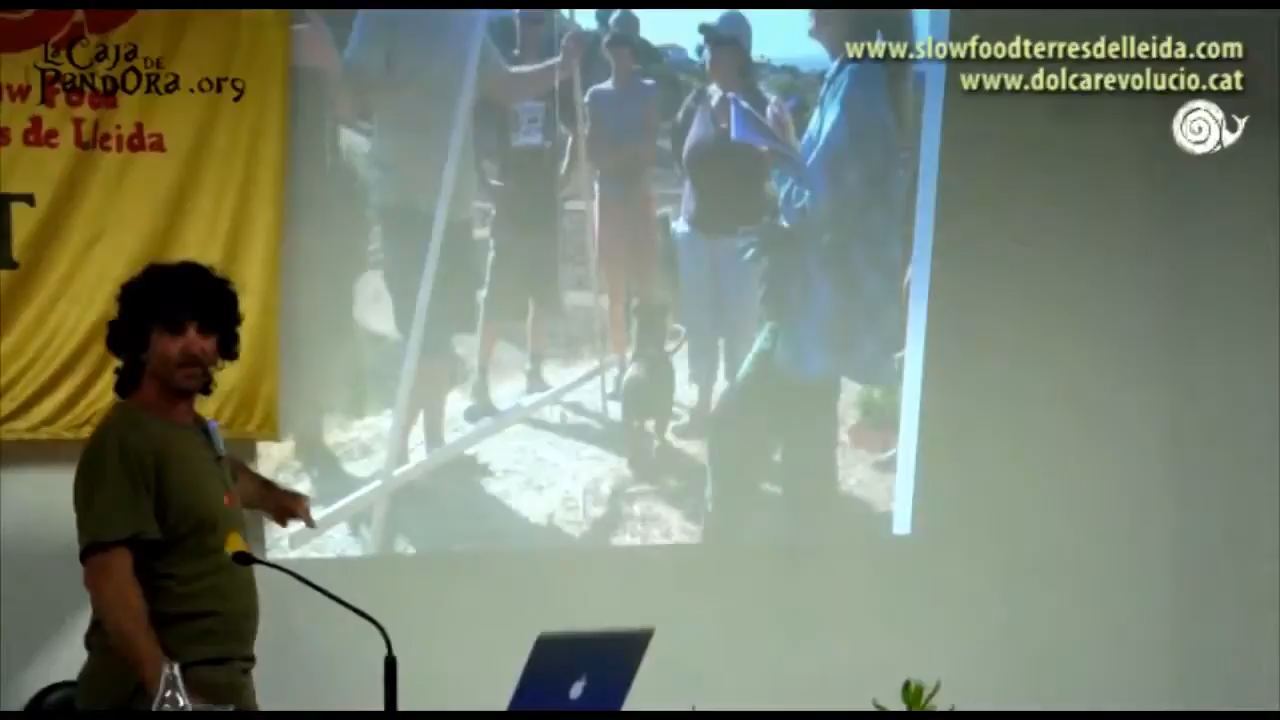 La Caja
DE
PandOra.org
www.slowfoodterresdelleida.com
www.dolcarevolucio.cat
w Food
s de Lleida
T